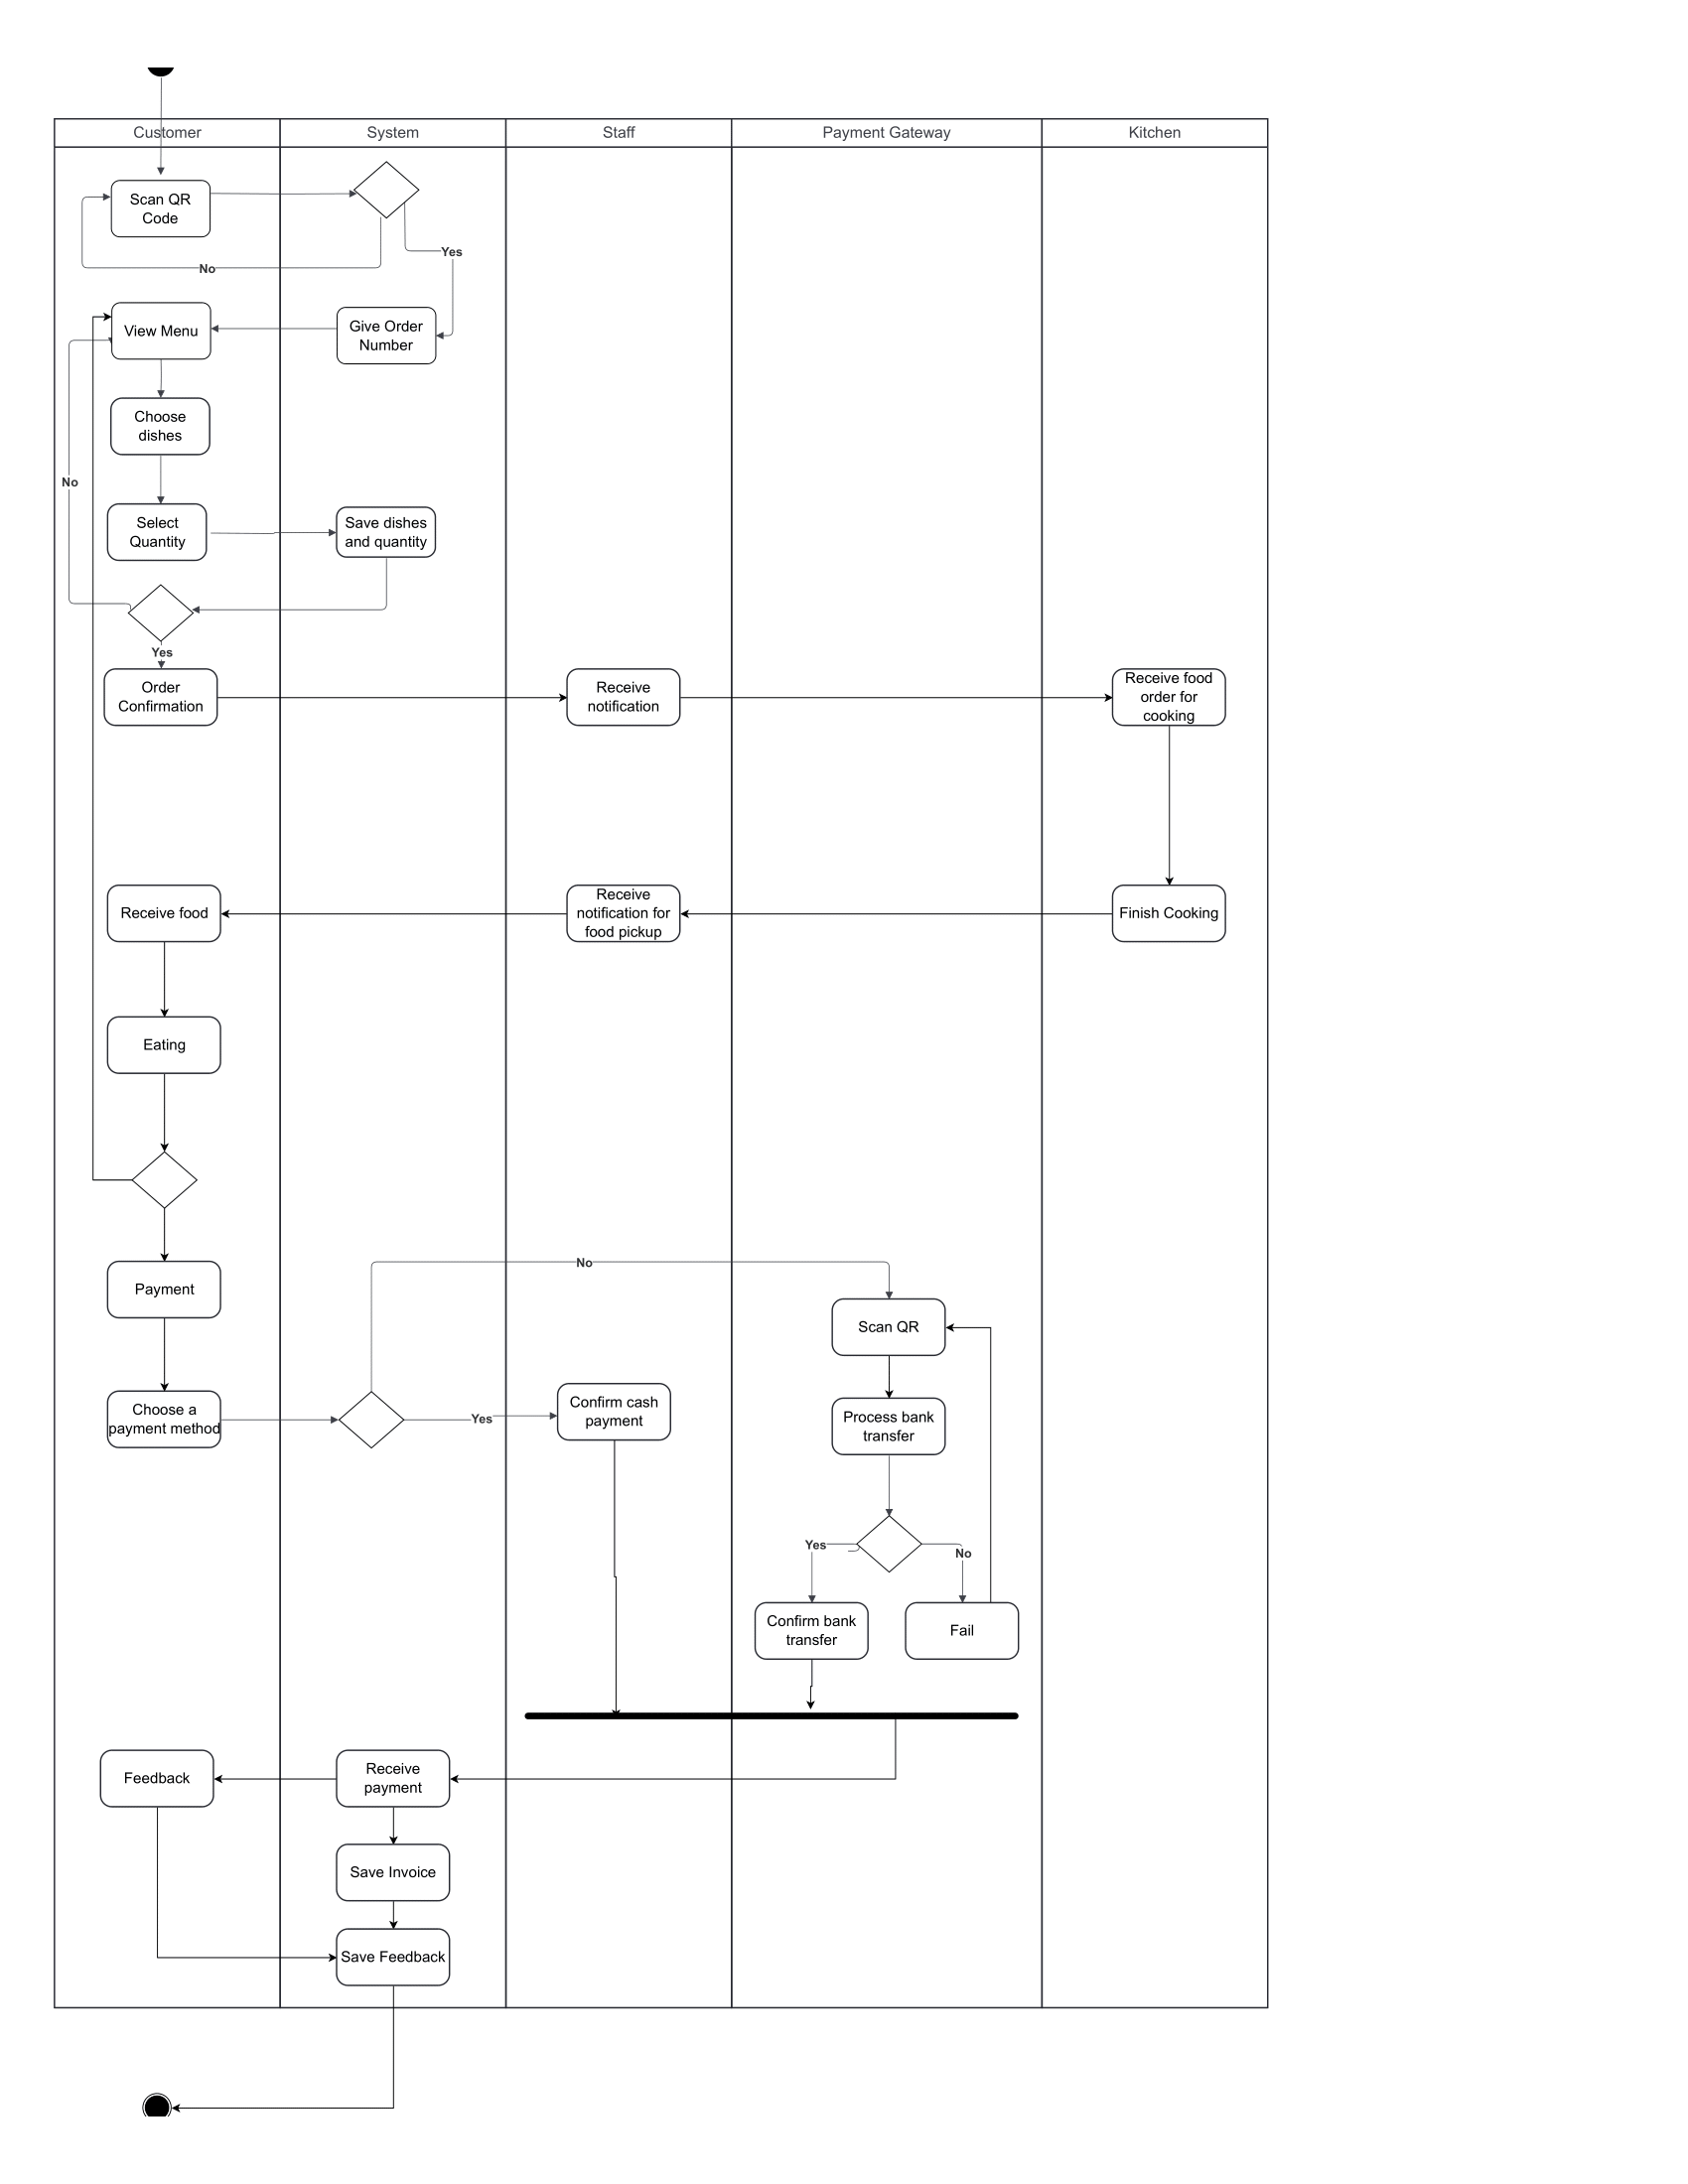 Customer
System
Staff
Payment Gateway
Kitchen
Scan QR
Code
Yes
No
View Menu
Give Order
Number
Choose
dishes
No
Select
Quantity
Save dishes
and quantity
Yes
Order
Confirmation
Receive
notification
Receive food
order for
cooking
Receive food
Receive
notification for
food pickup
Finish Cooking
Eating
Payment
No
Scan QR
Choose a
payment method
Yes
Confirm cash
payment
Process bank
transfer
Yes
No
Confirm bank
transfer
Fail
Feedback
Receive
payment
Save Invoice
Save Feedback